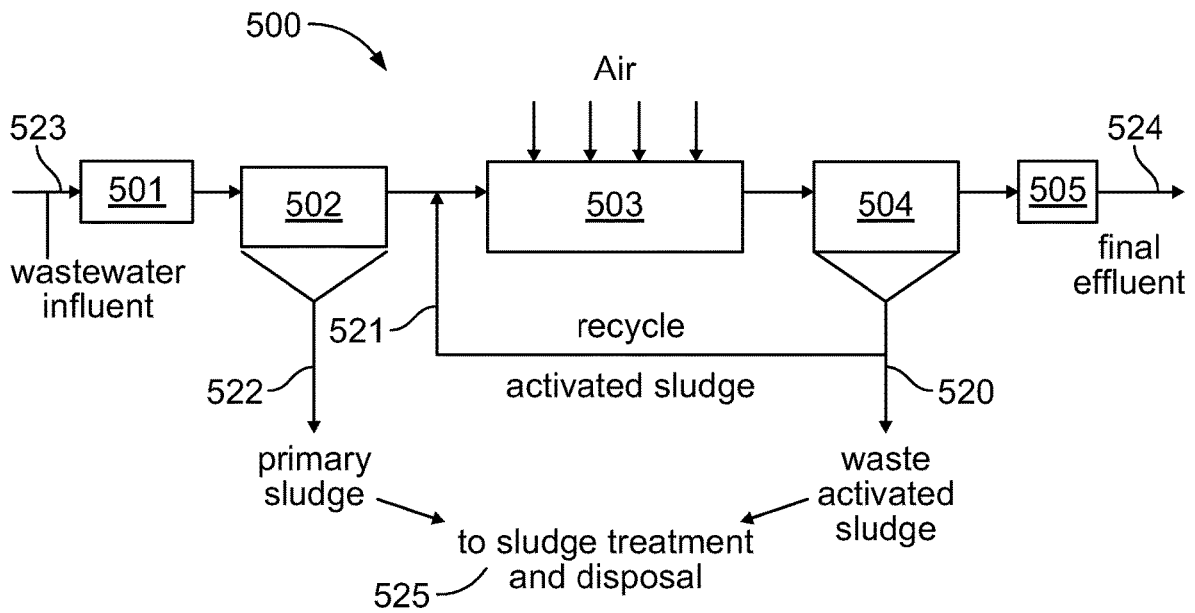 500
Air
523
524
501
502
503
504
505
wastewater
influent
final
effluent
521
recycle
activated sludge
522
520
primary
sludge
waste
activated
sludge
to sludge treatment
and disposal
525